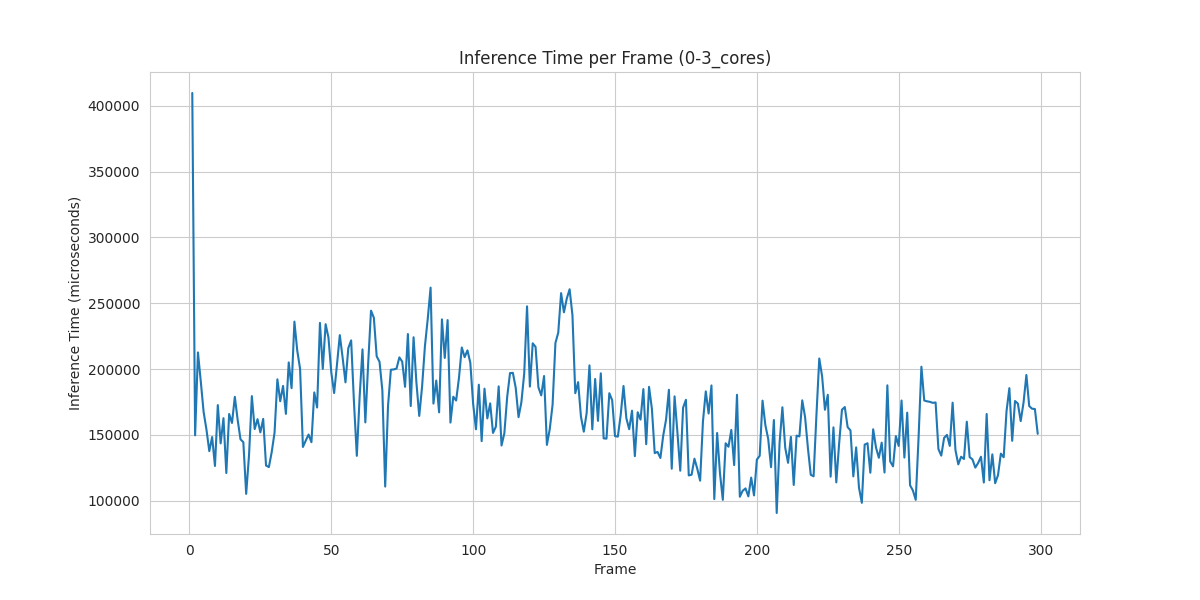 Inference Time per Frame (0-3_cores)
Inference Time (microseconds)
400000
350000
300000
250000
200000
150000
100000
0 50 100 150 200 250 300
Frame